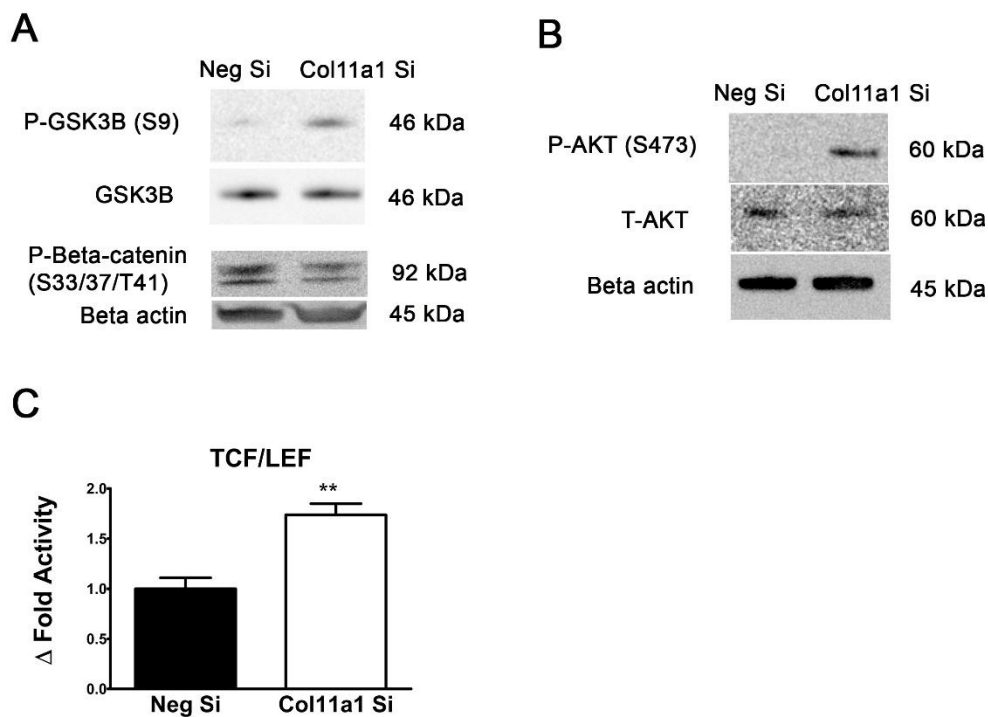 A
Neg Si Col11a1 Si
P-GSK3B (S9) 46 kDa
GSK3B 46 kDa
P-Beta-catenin
(S33/37/T41) 92 kDa
Beta actin 45 kDa
B
Neg Si Col11a1 Si
P-AKT (S473) 60 kDa
T-AKT 60 kDa
Beta actin 45 kDa
C
TCF/LEF
Δ Fold Activity
2.0
1.5
1.0
0.5
0.0
**
Neg Si Col11a1 Si